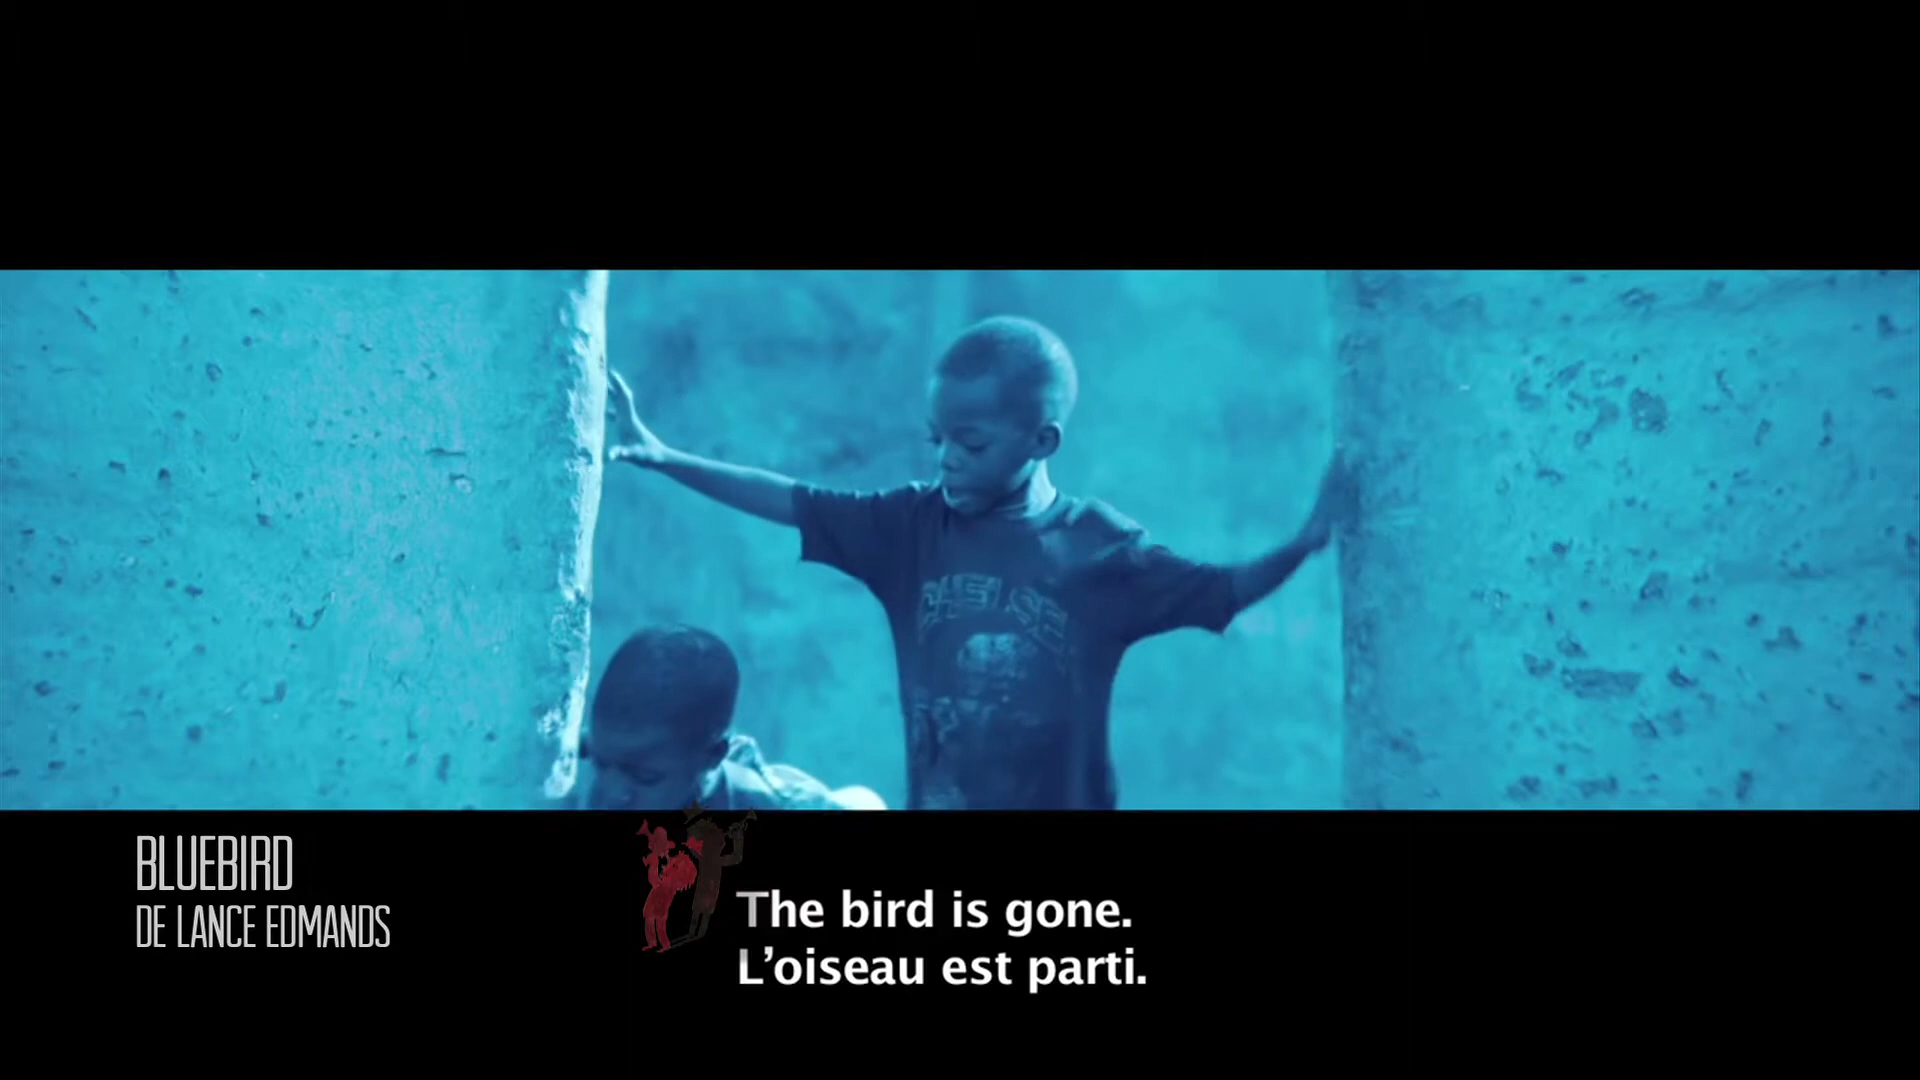 BLUEBIRD
DE LANCE EDMANDS
The bird is gone.
L’oiseau est parti.